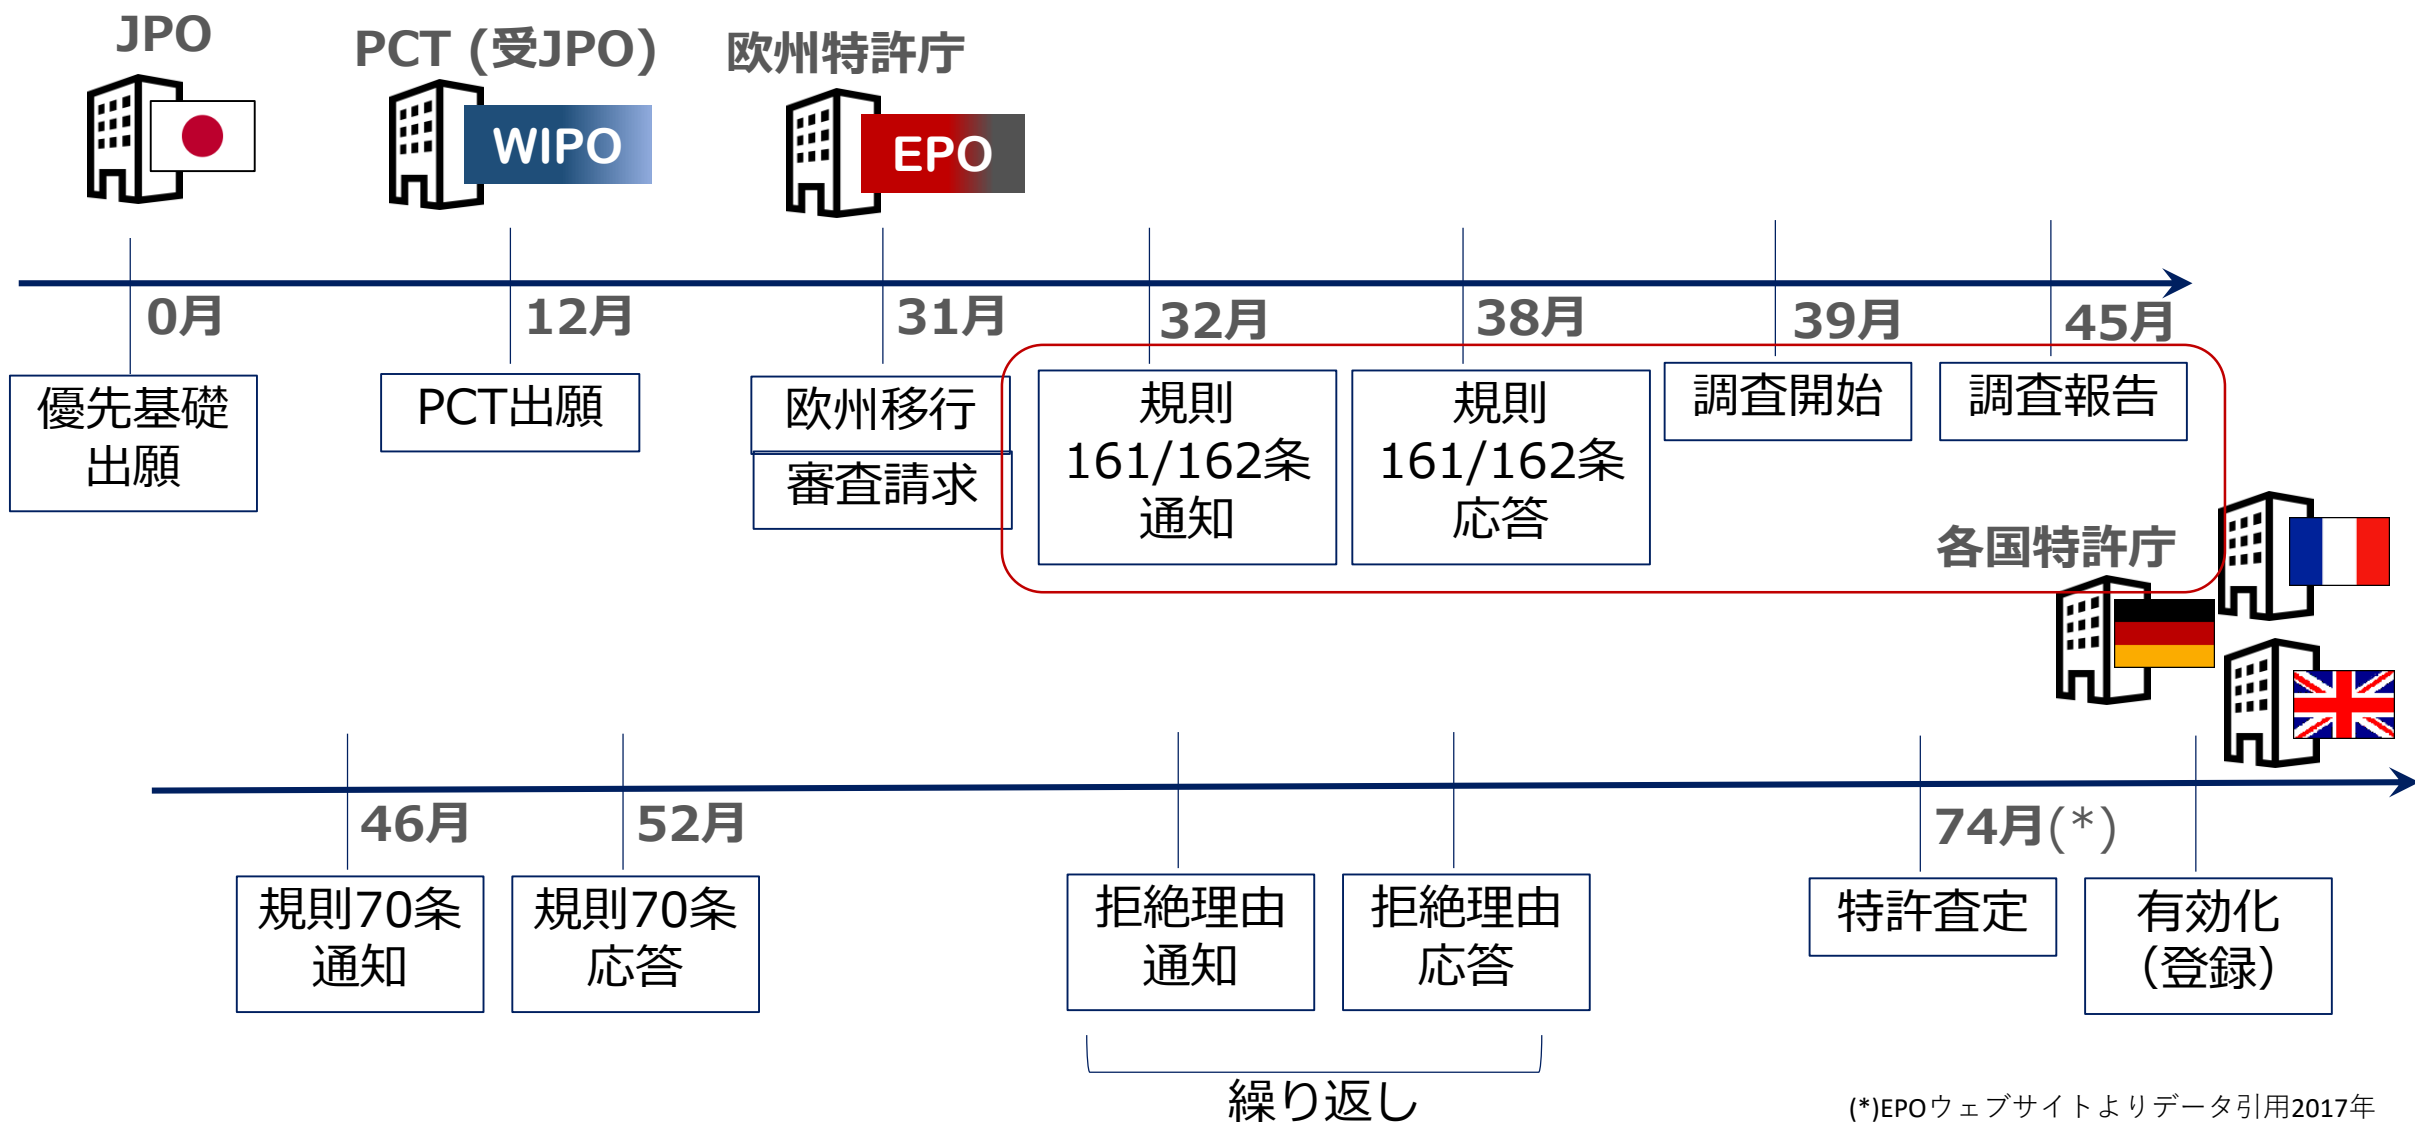 JPO
PCT (受JPO)
欧州特許庁
WIPO
EPO
0月
12月
31月
32月
38月
39月
45月
優先基礎
出願
PCT出願
欧州移行
審査請求
規則
161/162条
通知
規則
161/162条
応答
調査開始
調査報告
各国特許庁
46月
52月
74月(*)
規則70条
通知
規則70条
応答
拒絶理由
通知
拒絶理由
応答
特許査定
有効化
（登録）
繰り返し
(*)EPOウェブサイトよりデータ引用2017年